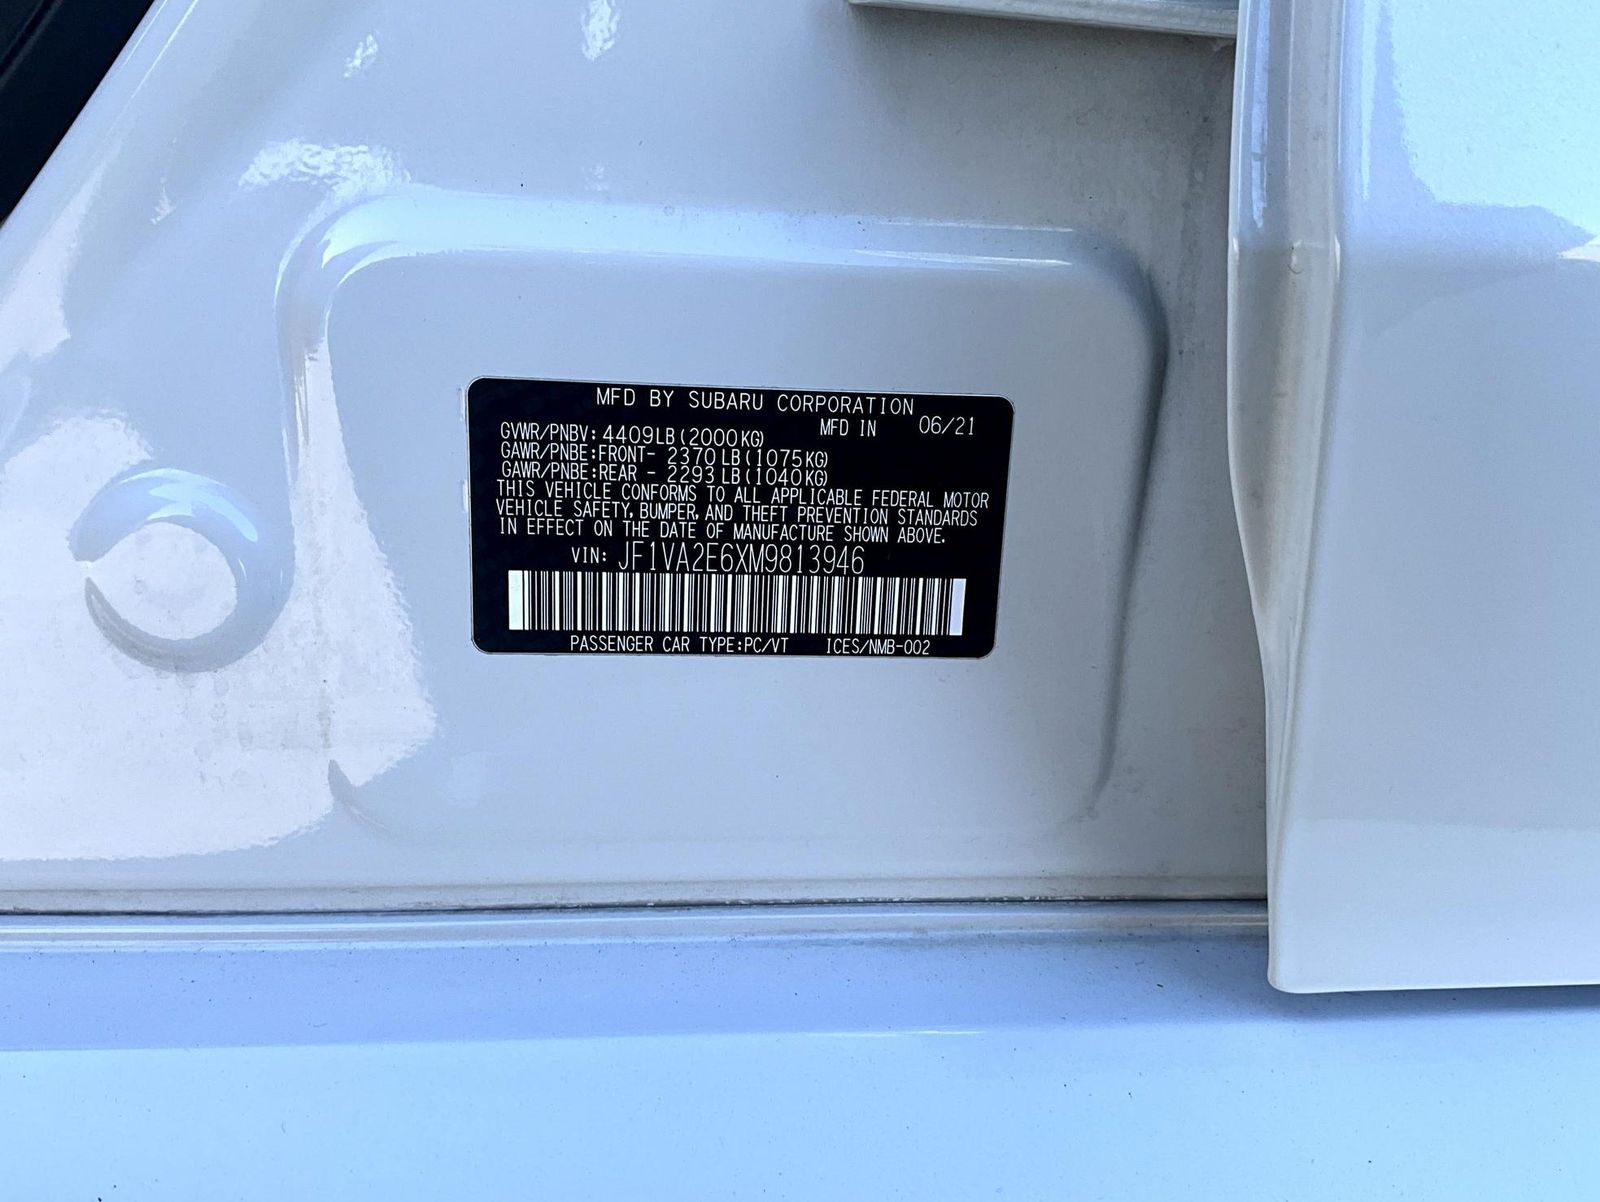 MFD BY SUBARU CORPORATION
MFD IN 06/21
GVWR/PNBV: 4409LB(2000KG)
GAWR/PNBE:FRONT- 2370LB(1075KG)
GAWR/PNBE:REAR - 2293LB(1040KG)
THIS VEHICLE CONFORMS TO ALL APPLICABLE FEDERAL MOTOR
VEHICLE SAFETY, BUMPER, AND THEFT PREVENTION STANDARDS
IN EFFECT ON THE DATE OF MANUFACTURE SHOWN ABOVE.
VIN: JF1VA2E6XM9813946
PASSENGER CAR TYPE:PC/VT ICES/NMB-002